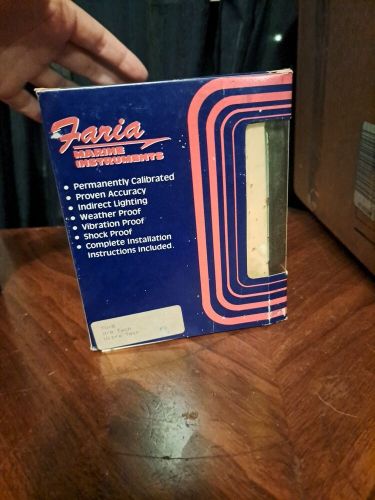 Faria
MARINE
INSTRUMENTS
• Permanently Calibrated
• Proven Accuracy
• Indirect Lighting
• Weather Proof
• Vibration Proof
• Shock Proof
• Complete Installation
Instructions Included.